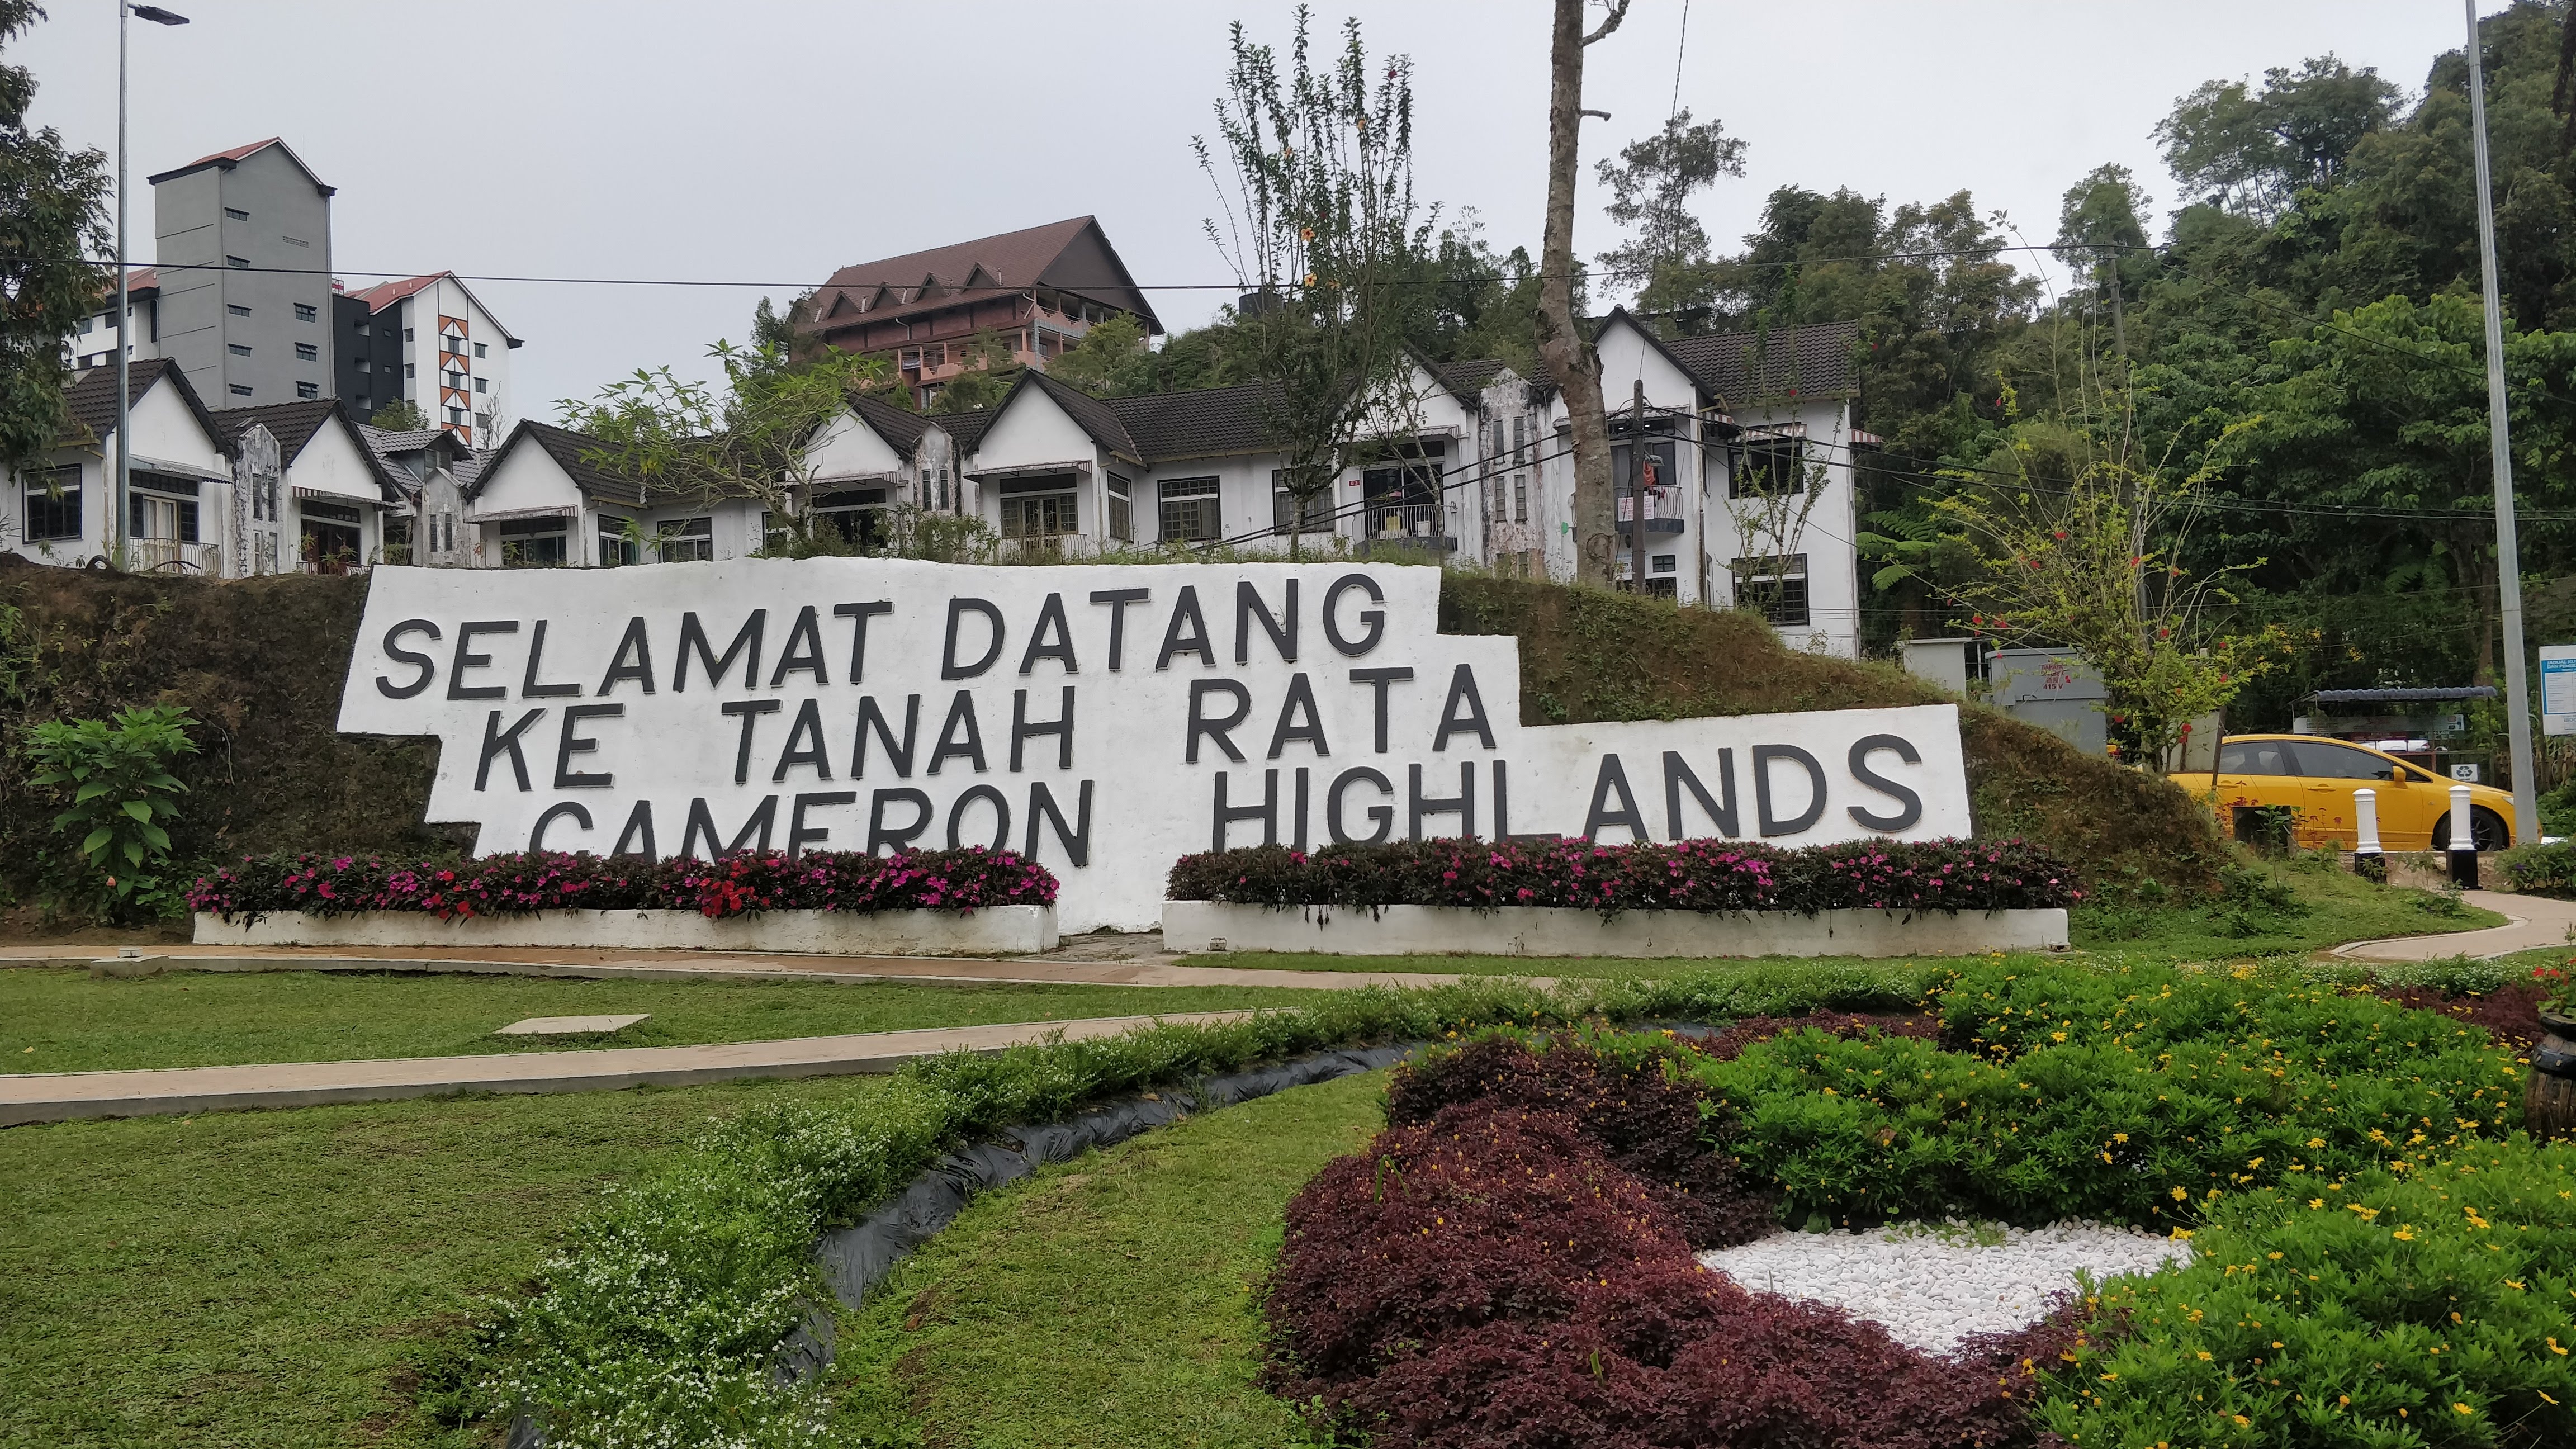 SELAMAT DATANG
KE TANAH RATA
CAMERON HIGHLANDS